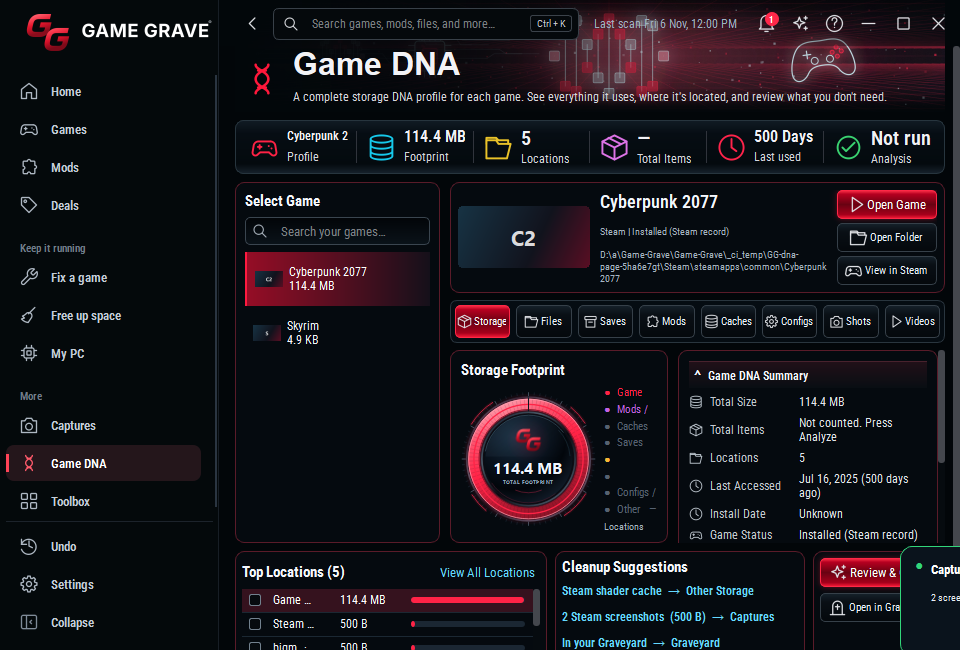 GG GAME GRAVE
Search games, mods, files, and more... Ctrl + K
Last scan Fri 6 Nov, 12:00 PM
1
Home
Games
Mods
Deals
Keep it running
Fix a game
Free up space
My PC
More
Captures
Game DNA
Toolbox
Undo
Settings
Collapse
Game DNA
A complete storage DNA profile for each game. See everything it uses, where it's located, and review what you don't need.
Cyberpunk 2
Profile
114.4 MB
Footprint
5
Locations
—
Total Items
500 Days
Last used
Not run
Analysis
Select Game
Search your games...
C2
Cyberpunk 2077
114.4 MB
S
Skyrim
4.9 KB
C2
Cyberpunk 2077
Steam | Installed (Steam record)
D:\a\Game-Grave\Game-Grave\_ci_temp\GG-dna-
page-5ha6e7gt\Steam\steamapps\common\Cyberpunk
2077
Open Game
Open Folder
View in Steam
Storage
Files
Saves
Mods
Caches
Configs
Shots
Videos
Storage Footprint
GG
114.4 MB
TOTAL FOOTPRINT
Game
Mods /
Caches
Saves
Configs /
Other —
Locations
^ Game DNA Summary
Total Size 114.4 MB
Total Items Not counted. Press
Analyze
Locations 5
Last Accessed Jul 16, 2025 (500 days
ago)
Install Date Unknown
Game Status Installed (Steam record)
Top Locations (5)
View All Locations
Game ... 114.4 MB
Steam ... 500 B
500 B
Cleanup Suggestions
Steam shader cache → Other Storage
2 Steam screenshots (500 B) → Captures
In your Graveyard → Graveyard
Review &
Open in Gra
Captu
2 scree